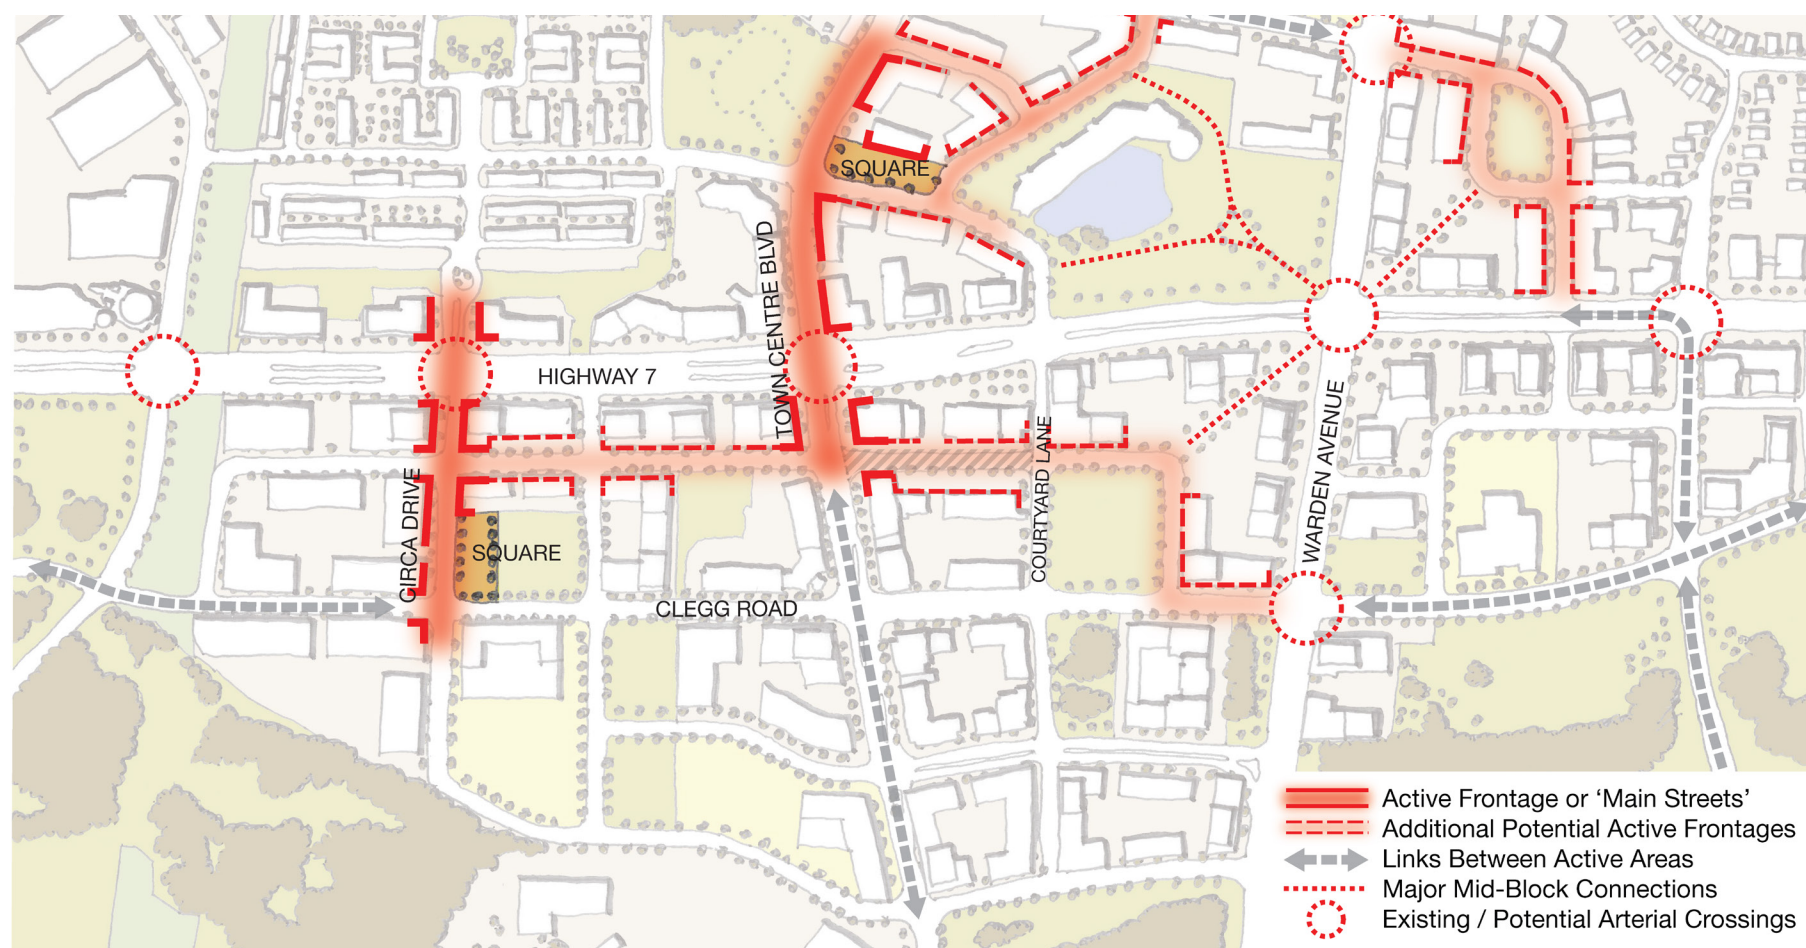 SQUARE
TOWN CENTRE BLVD
HIGHWAY 7
WARDEN AVENUE
COURTYARD LANE
CIRCA DRIVE
SQUARE
CLEGG ROAD
Active Frontage or ‘Main Streets’
Additional Potential Active Frontages
Links Between Active Areas
Major Mid-Block Connections
Existing / Potential Arterial Crossings